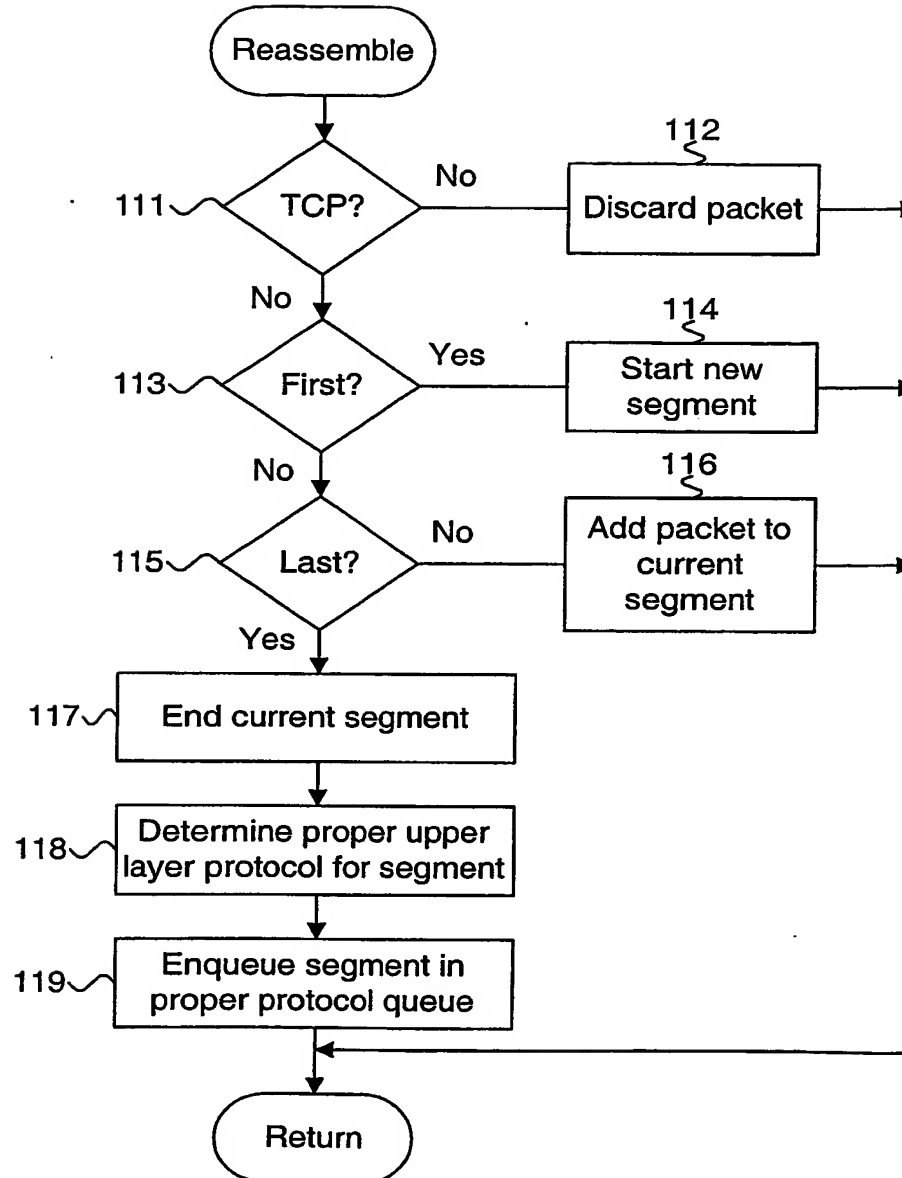 Reassemble
112
111
TCP?
No
Discard packet
No
114
113
First?
Yes
Start new
segment
No
116
115
Last?
No
Add packet to
current
segment
Yes
117
End current segment
118
Determine proper upper
layer protocol for segment
119
Enqueue segment in
proper protocol queue
Return